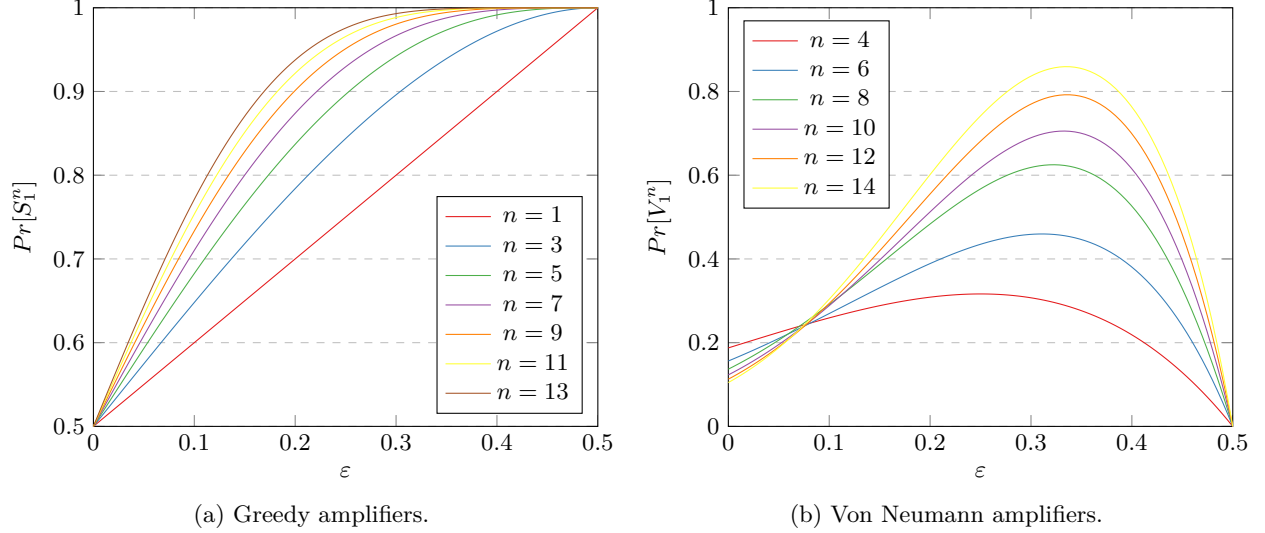 1
0.9
0.8
0.7
0.6
0.5
0 0.1 0.2 0.3 0.4 0.5
Pr[S₁ⁿ]
ε
n = 1
n = 3
n = 5
n = 7
n = 9
n = 11
n = 13
(a) Greedy amplifiers.
1
0.8
0.6
0.4
0.2
0
0 0.1 0.2 0.3 0.4 0.5
Pr[V₁ⁿ]
ε
n = 4
n = 6
n = 8
n = 10
n = 12
n = 14
(b) Von Neumann amplifiers.